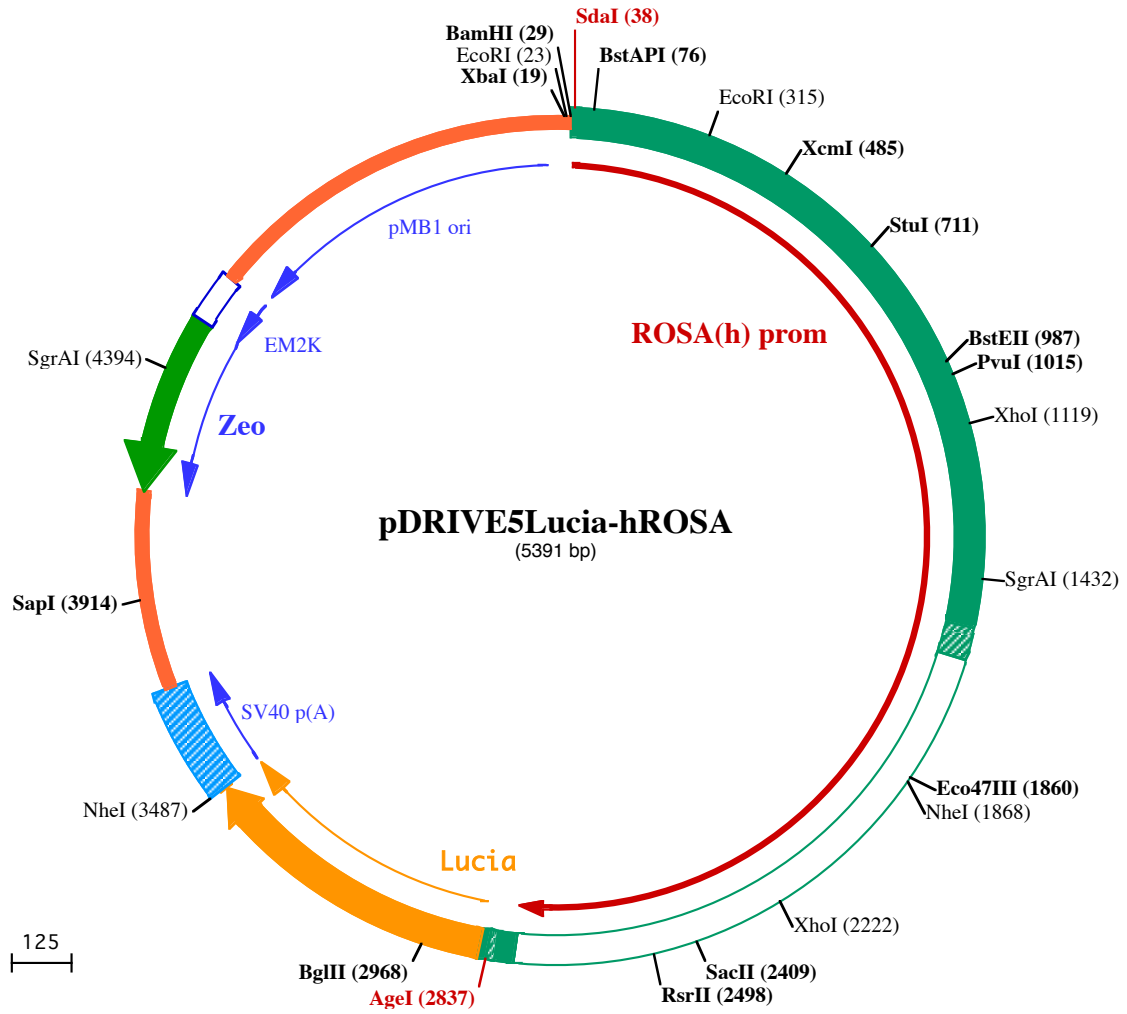 SdaI (38)
BamHI (29)
EcoRI (23)
XbaI (19)
BstAPI (76)
EcoRI (315)
XcmI (485)
StuI (711)
pMB1 ori
ROSA(h) prom
BstEII (987)
PvuI (1015)
EM2K
SgrAI (4394)
XhoI (1119)
Zeo
pDRIVE5Lucia-hROSA
(5391 bp)
SgrAI (1432)
SapI (3914)
SV40 p(A)
Eco47III (1860)
NheI (1868)
NheI (3487)
Lucia
XhoI (2222)
125
BglII (2968)
SacII (2409)
AgeI (2837)
RsrII (2498)